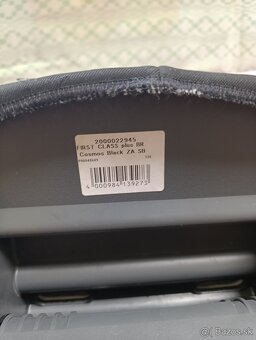 2000022945
FIRST CLASS plus BR
Cosmos Black ZA SB
4 000984 139273
bazos.sk